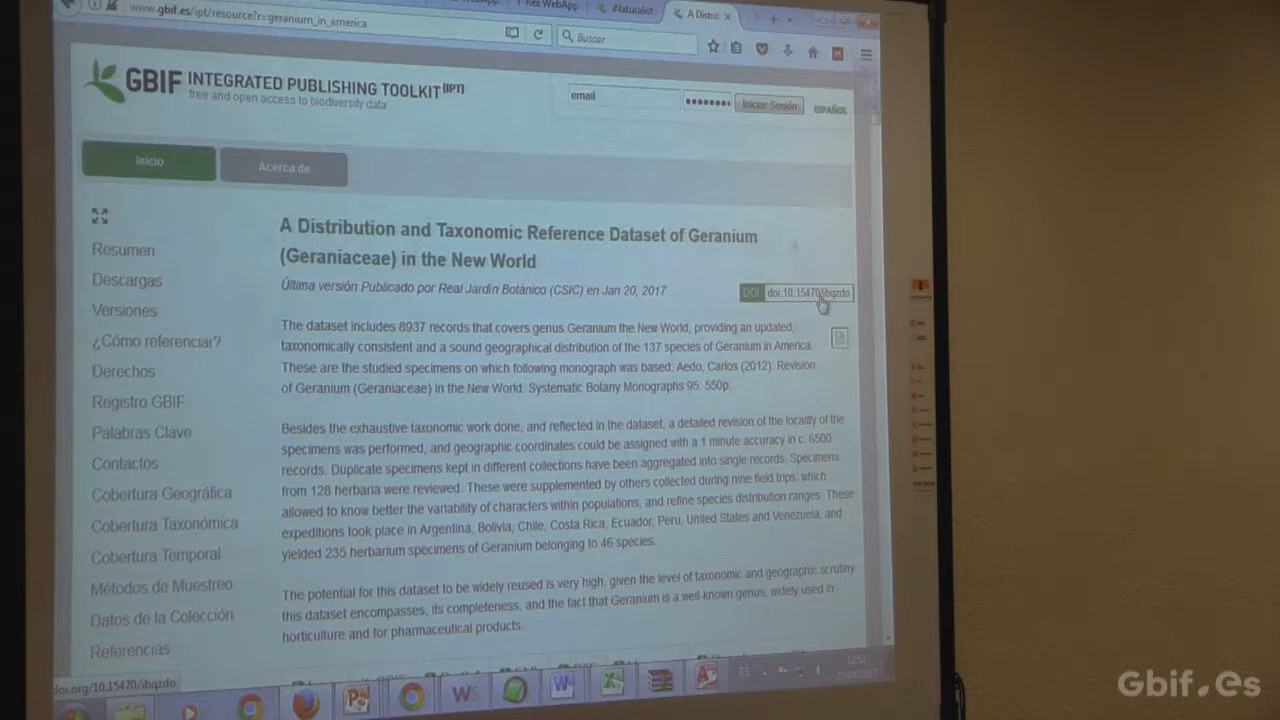 WebApp
T-Rex WebApp
iNaturalist
A Distri
www.gbif.es/ipt/resource?r=geranium_in_america
Buscar
GBIF INTEGRATED PUBLISHING TOOLKIT (IPT)
free and open access to biodiversity data
email
Iniciar Sesión
ESPAÑOL
Inicio
Acerca de
Resumen
Descargas
Versiones
¿Cómo referenciar?
Derechos
Registro GBIF
Palabras Clave
Contactos
Cobertura Geográfica
Cobertura Taxonómica
Cobertura Temporal
Métodos de Muestreo
Datos de la Colección
Referencias
A Distribution and Taxonomic Reference Dataset of Geranium
(Geraniaceae) in the New World
Última versión Publicado por Real Jardín Botánico (CSIC) en Jan 20, 2017
DOI doi:10.15470/ibqzdo
The dataset includes 8937 records that covers genus Geranium the New World, providing an updated,
taxonomically consistent and a sound geographical distribution of the 137 species of Geranium in America.
These are the studied specimens on which following monograph was based: Aedo, Carlos (2012). Revision
of Geranium (Geraniaceae) in the New World. Systematic Botany Monographs 95: 550p.
Besides the exhaustive taxonomic work done, and reflected in the dataset, a detailed revision of the locality of the
specimens was performed, and geographic coordinates could be assigned with a 1 minute accuracy in c. 6500
records. Duplicate specimens kept in different collections have been aggregated into single records. Specimens
from 128 herbaria were reviewed. These were supplemented by others collected during nine field trips, which
allowed to know better the variability of characters within populations, and refine species distribution ranges. These
expeditions took place in Argentina, Bolivia, Chile, Costa Rica, Ecuador, Peru, United States and Venezuela, and
yielded 235 herbarium specimens of Geranium belonging to 46 species.
The potential for this dataset to be widely reused is very high, given the level of taxonomic and geographic scrutiny
this dataset encompasses, its completeness, and the fact that Geranium is a well-known genus, widely used in
horticulture and for pharmaceutical products.
doi.org/10.15470/ibqzdo
ES
Gbif.es